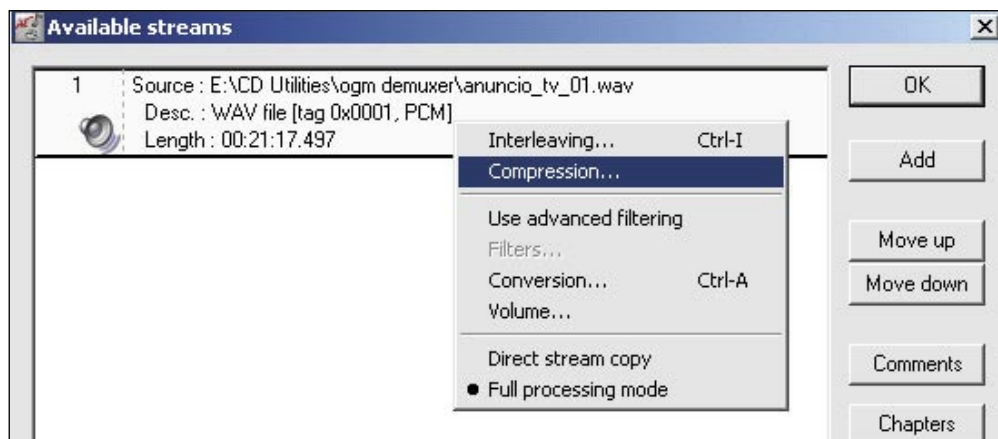 Available streams
1
Source : E:\CD Utilities\ogm demuxer\anuncio_tv_01.wav
Desc. : WAV file [tag 0x0001, PCM]
Length : 00:21:17.497
Interleaving... Ctrl-I
Compression...
Use advanced filtering
Filters...
Conversion... Ctrl-A
Volume...
Direct stream copy
Full processing mode
OK
Add
Move up
Move down
Comments
Chapters